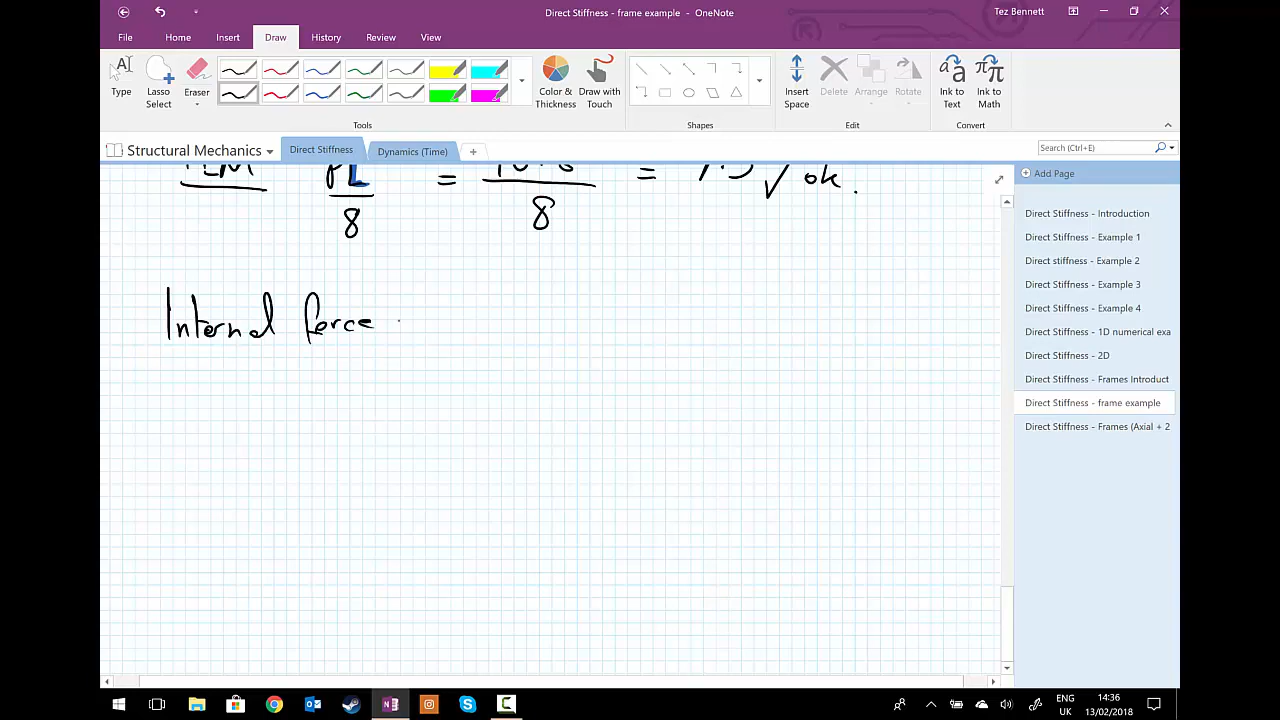 Direct Stiffness - frame example - OneNote
Tez Bennett
File Home Insert Draw History Review View
Type
Lasso Select
Eraser
Color & Thickness
Draw with Touch
Insert Space
Delete
Arrange
Rotate
Ink to Text
Ink to Math
Tools Shapes Edit Convert
Structural Mechanics
Direct Stiffness
Dynamics (Time)
Search (Ctrl+E)
Add Page
PL/8 = /8 = √ ok.
Internal force
Direct Stiffness - Introduction
Direct Stiffness - Example 1
Direct stiffness - Example 2
Direct Stiffness - Example 3
Direct Stiffness - Example 4
Direct Stiffness - 1D numerical exa
Direct Stiffness - 2D
Direct Stiffness - Frames Introduct
Direct Stiffness - frame example
Direct Stiffness - Frames (Axial + 2
ENG
UK
14:36
13/02/2018